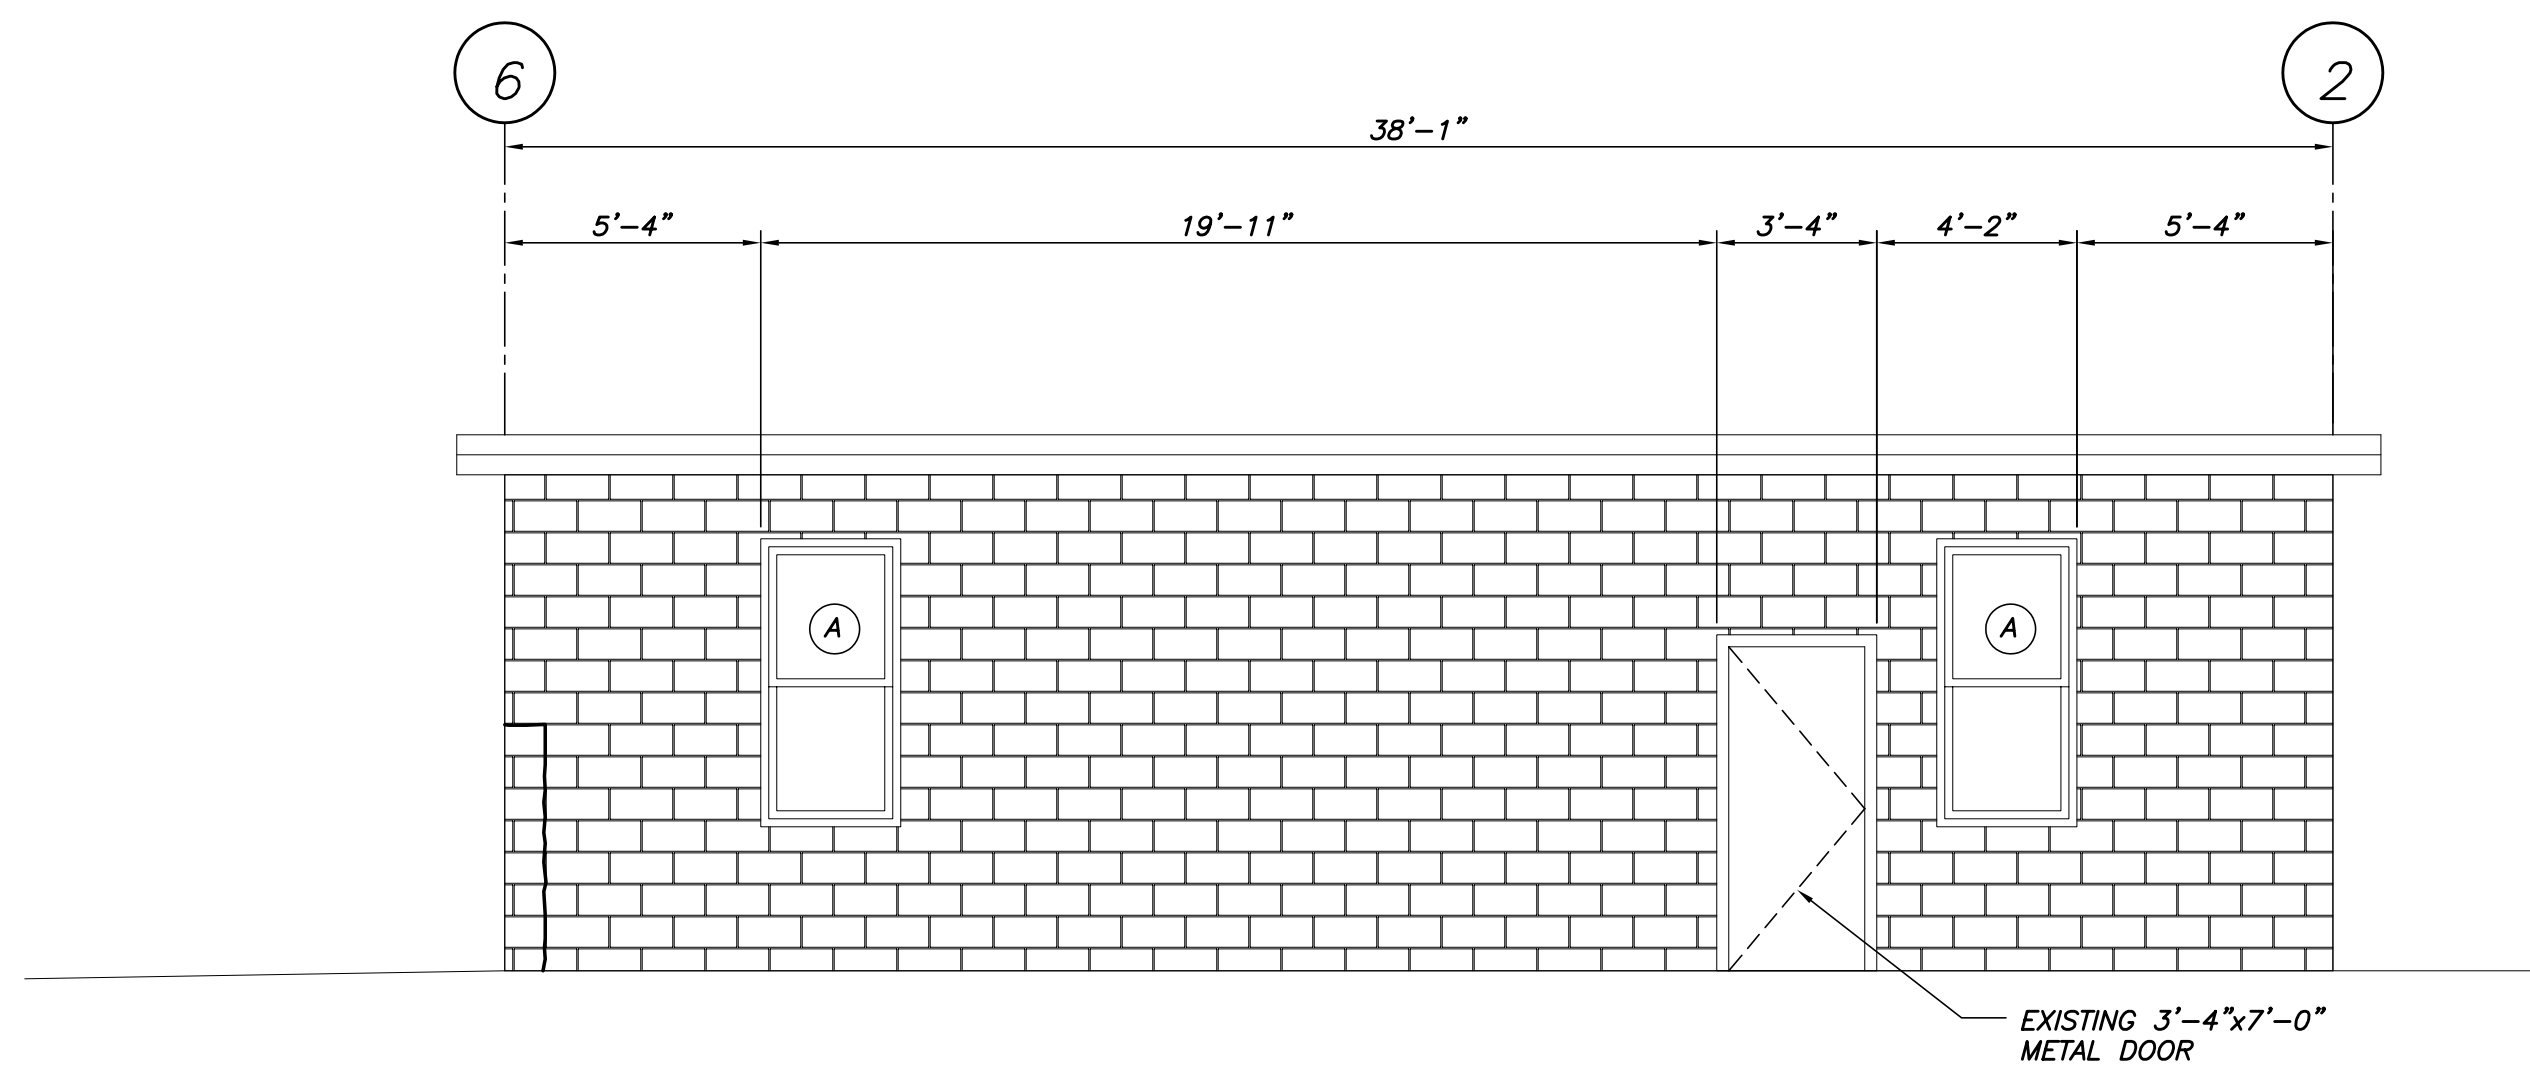 6
2
38'-1"
5'-4"
19'-11"
3'-4"
4'-2"
5'-4"
A
A
EXISTING 3'-4"x7'-0"
METAL DOOR